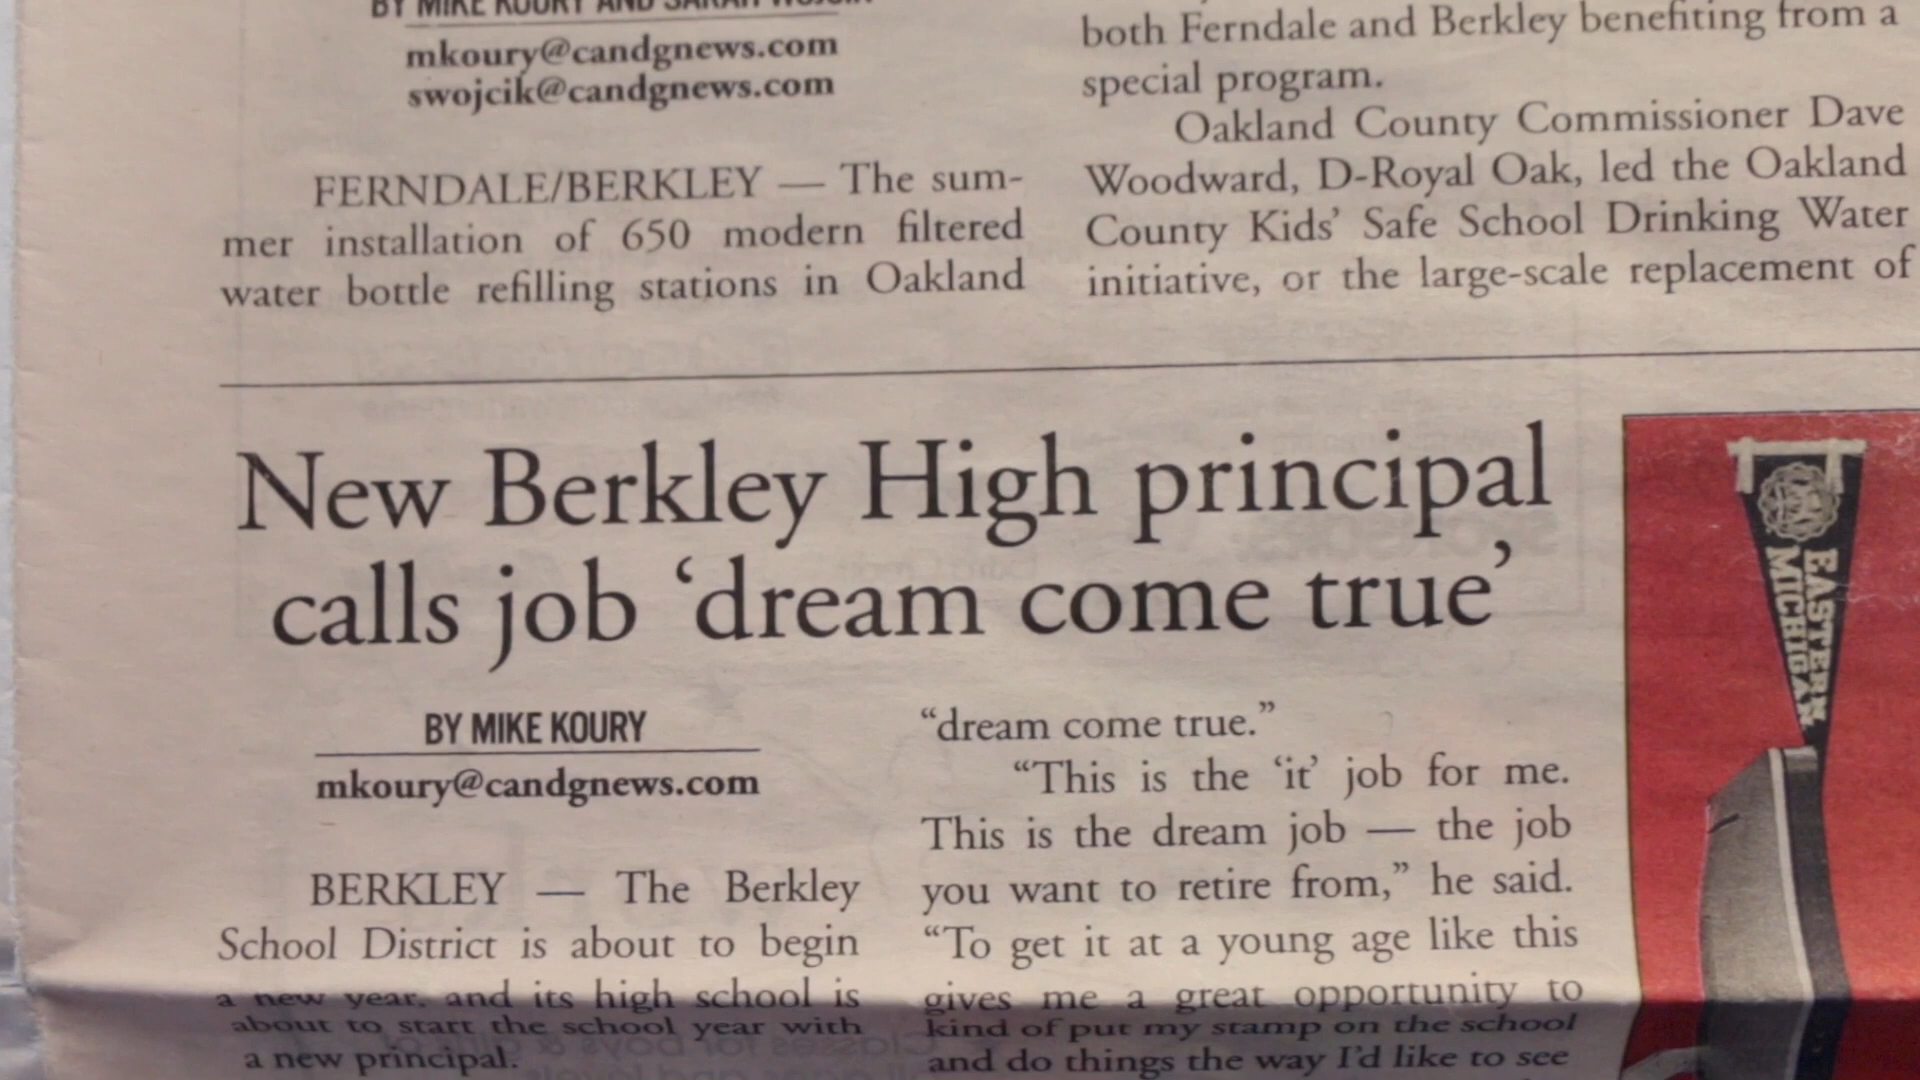 BY MIKE KOURY AND SARAH WOJCIK
mkoury@candgnews.com
swojcik@candgnews.com
FERNDALE/BERKLEY — The sum-
mer installation of 650 modern filtered
water bottle refilling stations in Oakland
both Ferndale and Berkley benefiting from a
special program.
Oakland County Commissioner Dave
Woodward, D-Royal Oak, led the Oakland
County Kids’ Safe School Drinking Water
initiative, or the large-scale replacement of
New Berkley High principal
calls job ‘dream come true’
BY MIKE KOURY
mkoury@candgnews.com
BERKLEY — The Berkley
School District is about to begin
a new year, and its high school is
about to start the school year with
a new principal.
“dream come true.”
“This is the ‘it’ job for me.
This is the dream job — the job
you want to retire from,” he said.
“To get it at a young age like this
gives me a great opportunity to
kind of put my stamp on the school
and do things the way I’d like to see
EASTERN
MICHIGAN